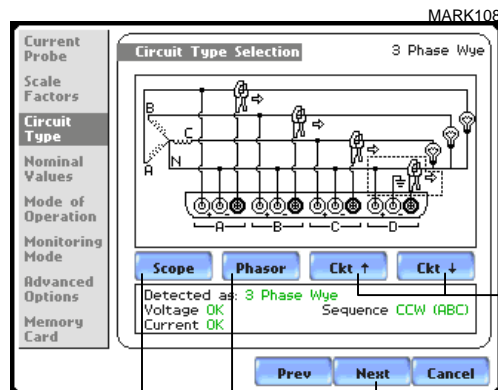 MARK108
Current
Probe
Scale
Factors
Circuit
Type
Nominal
Values
Mode of
Operation
Monitoring
Mode
Advanced
Options
Memory
Card
Circuit Type Selection
3 Phase Wye
B
C
A
N
A
B
C
D
Scope
Phasor
Ckt ↑
Ckt ↓
Detected as: 3 Phase Wye
Voltage OK
Sequence CCW (ABC)
Current OK
Prev
Next
Cancel